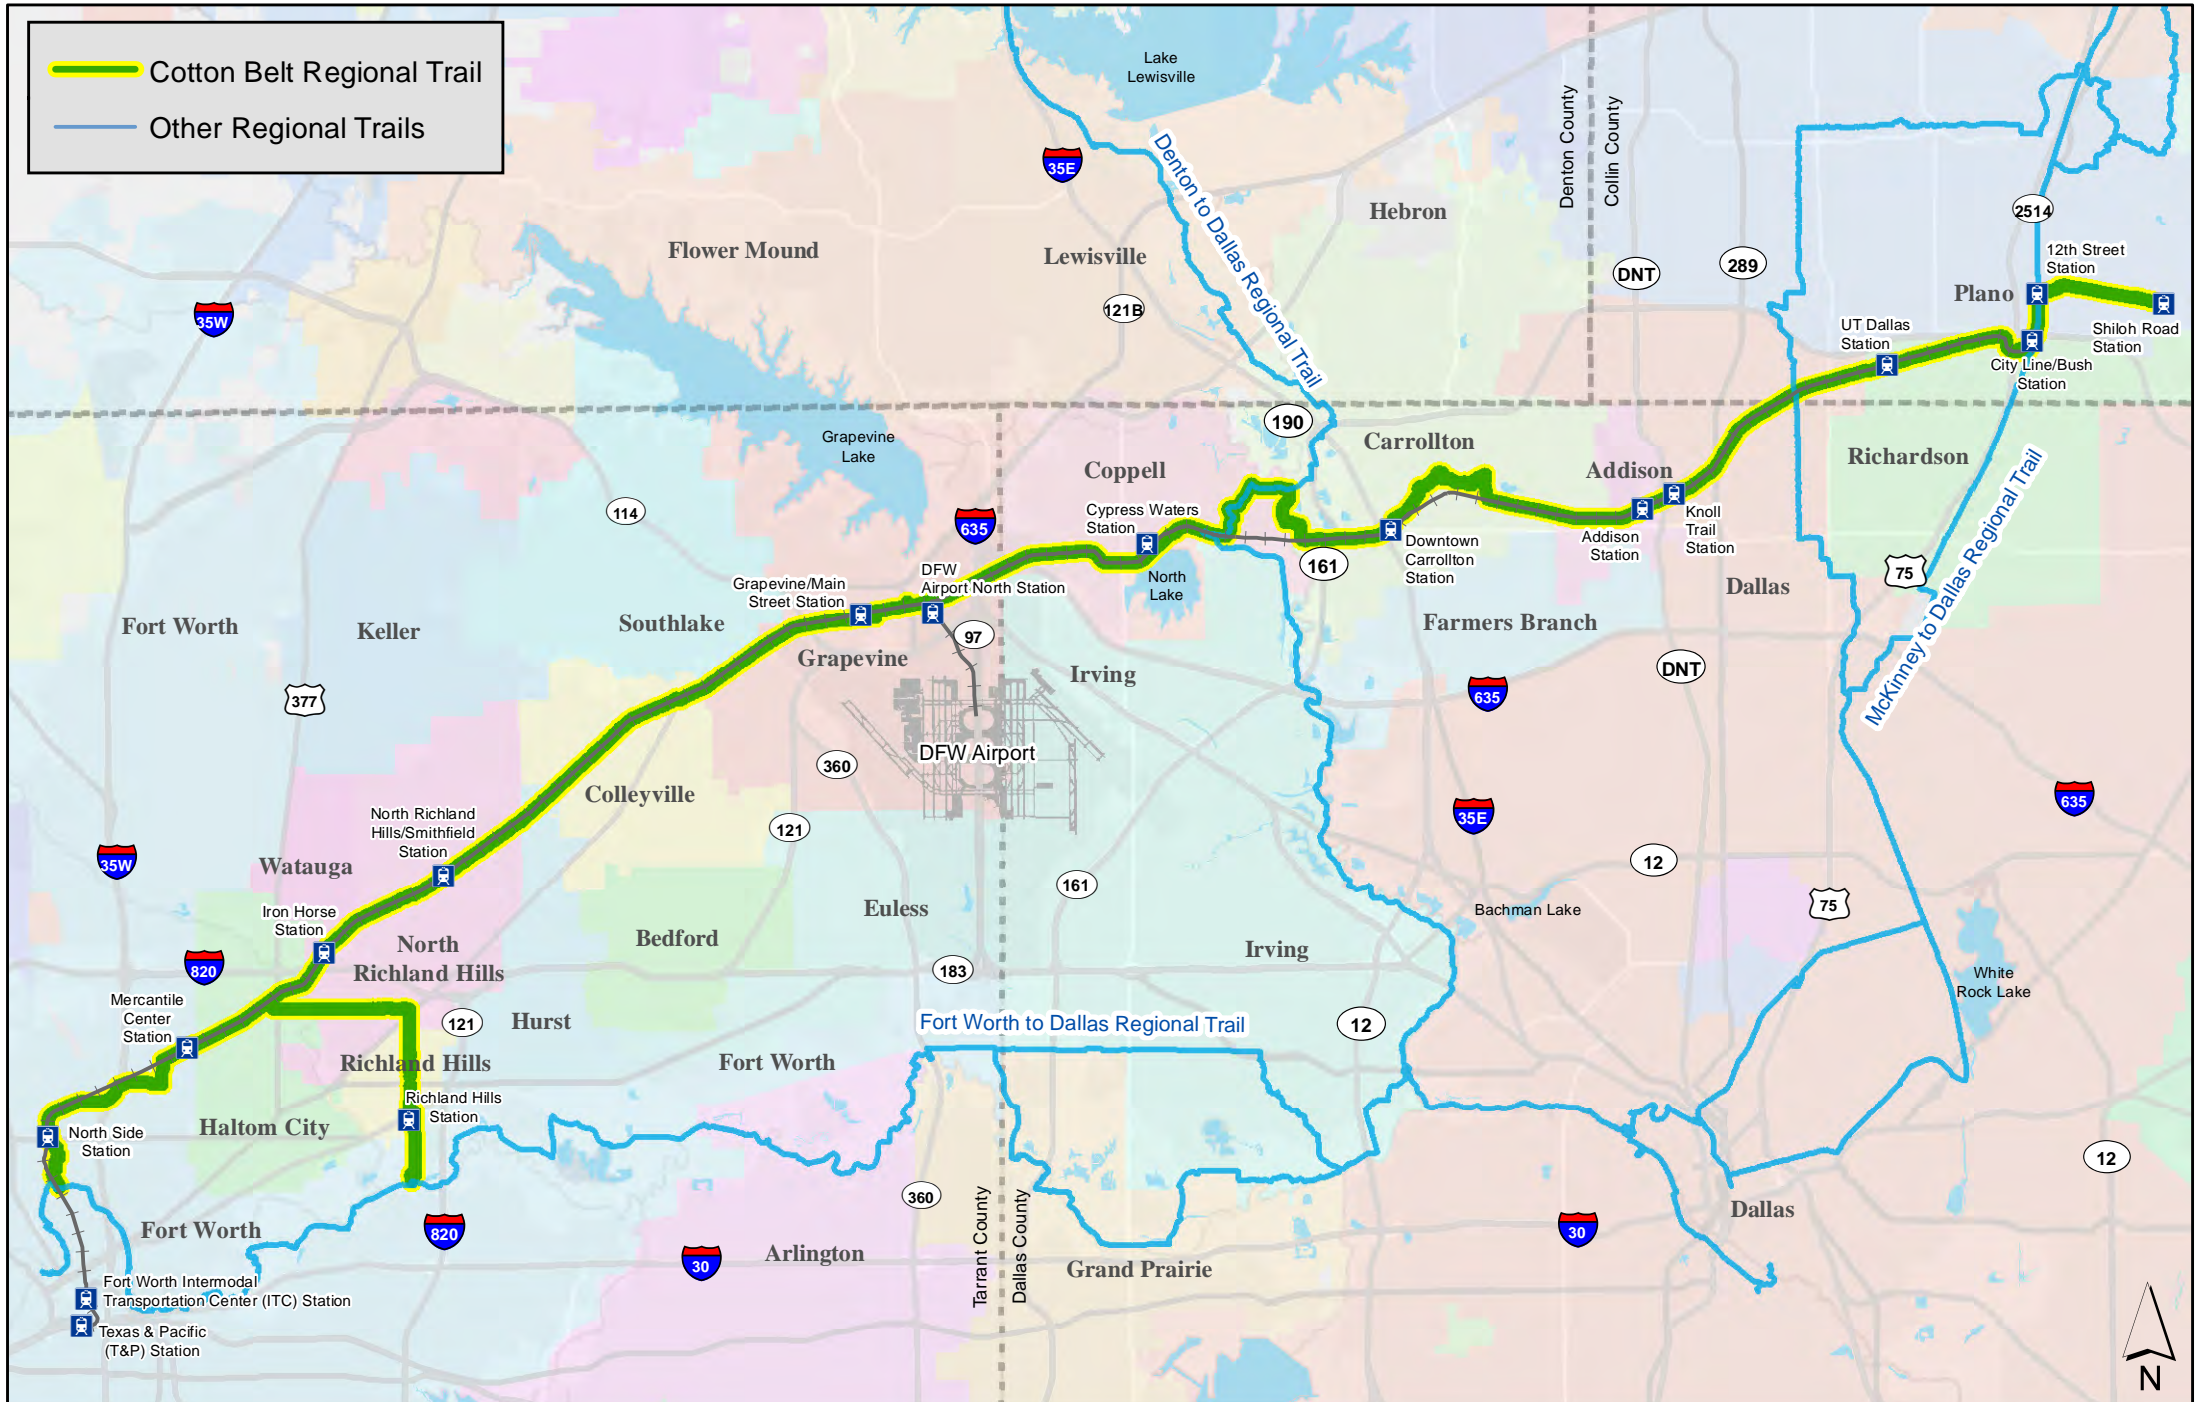 Cotton Belt Regional Trail
Other Regional Trails
Lake
Lewisville
35E
Denton County
Collin County
Denton to Dallas Regional Trail
Hebron
Flower Mound
Lewisville
2514
DNT
289
12th Street
Station
Plano
35W
121B
UT Dallas
Station
Shiloh Road
Station
City Line/Bush
Station
190
Grapevine
Lake
Carrollton
Coppell
Addison
Richardson
114
635
Cypress Waters
Station
Knoll
Trail
Station
Addison
Station
Downtown
Carrollton
Station
161
North
Lake
75
McKinney to Dallas Regional Trail
DFW
Airport North Station
Grapevine/Main
Street Station
Dallas
Fort Worth
Keller
Southlake
97
Farmers Branch
Grapevine
Irving
DNT
377
635
DFW Airport
360
Colleyville
35E
635
North Richland
Hills/Smithfield
Station
121
35W
Watauga
12
161
75
Iron Horse
Station
Euless
Bachman Lake
North
Richland Hills
Bedford
Irving
820
183
White
Rock Lake
Mercantile
Center
Station
121
Hurst
Fort Worth to Dallas Regional Trail
12
Richland Hills
Fort Worth
Richland Hills
Station
Haltom City
North Side
Station
12
360
Tarrant County
Dallas County
Dallas
Fort Worth
820
30
30
Arlington
Grand Prairie
Fort Worth Intermodal
Transportation Center (ITC) Station
Texas & Pacific
(T&P) Station
N